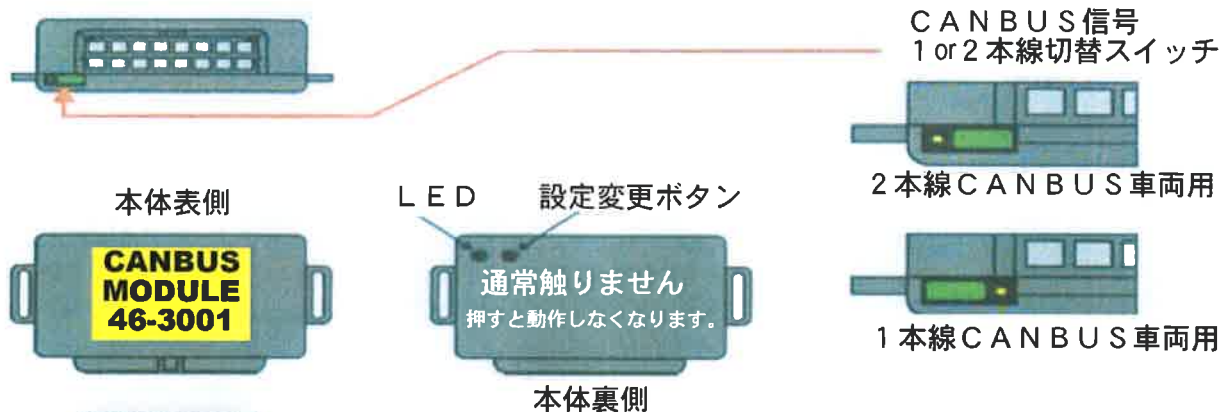 CANBUS信号
1or2本線切替スイッチ
2本線CANBUS車両用
本体表側
LED
設定変更ボタン
CANBUS
MODULE
46-3001
通常触りません
押すと動作しなくなります。
1本線CANBUS車両用
本体裏側